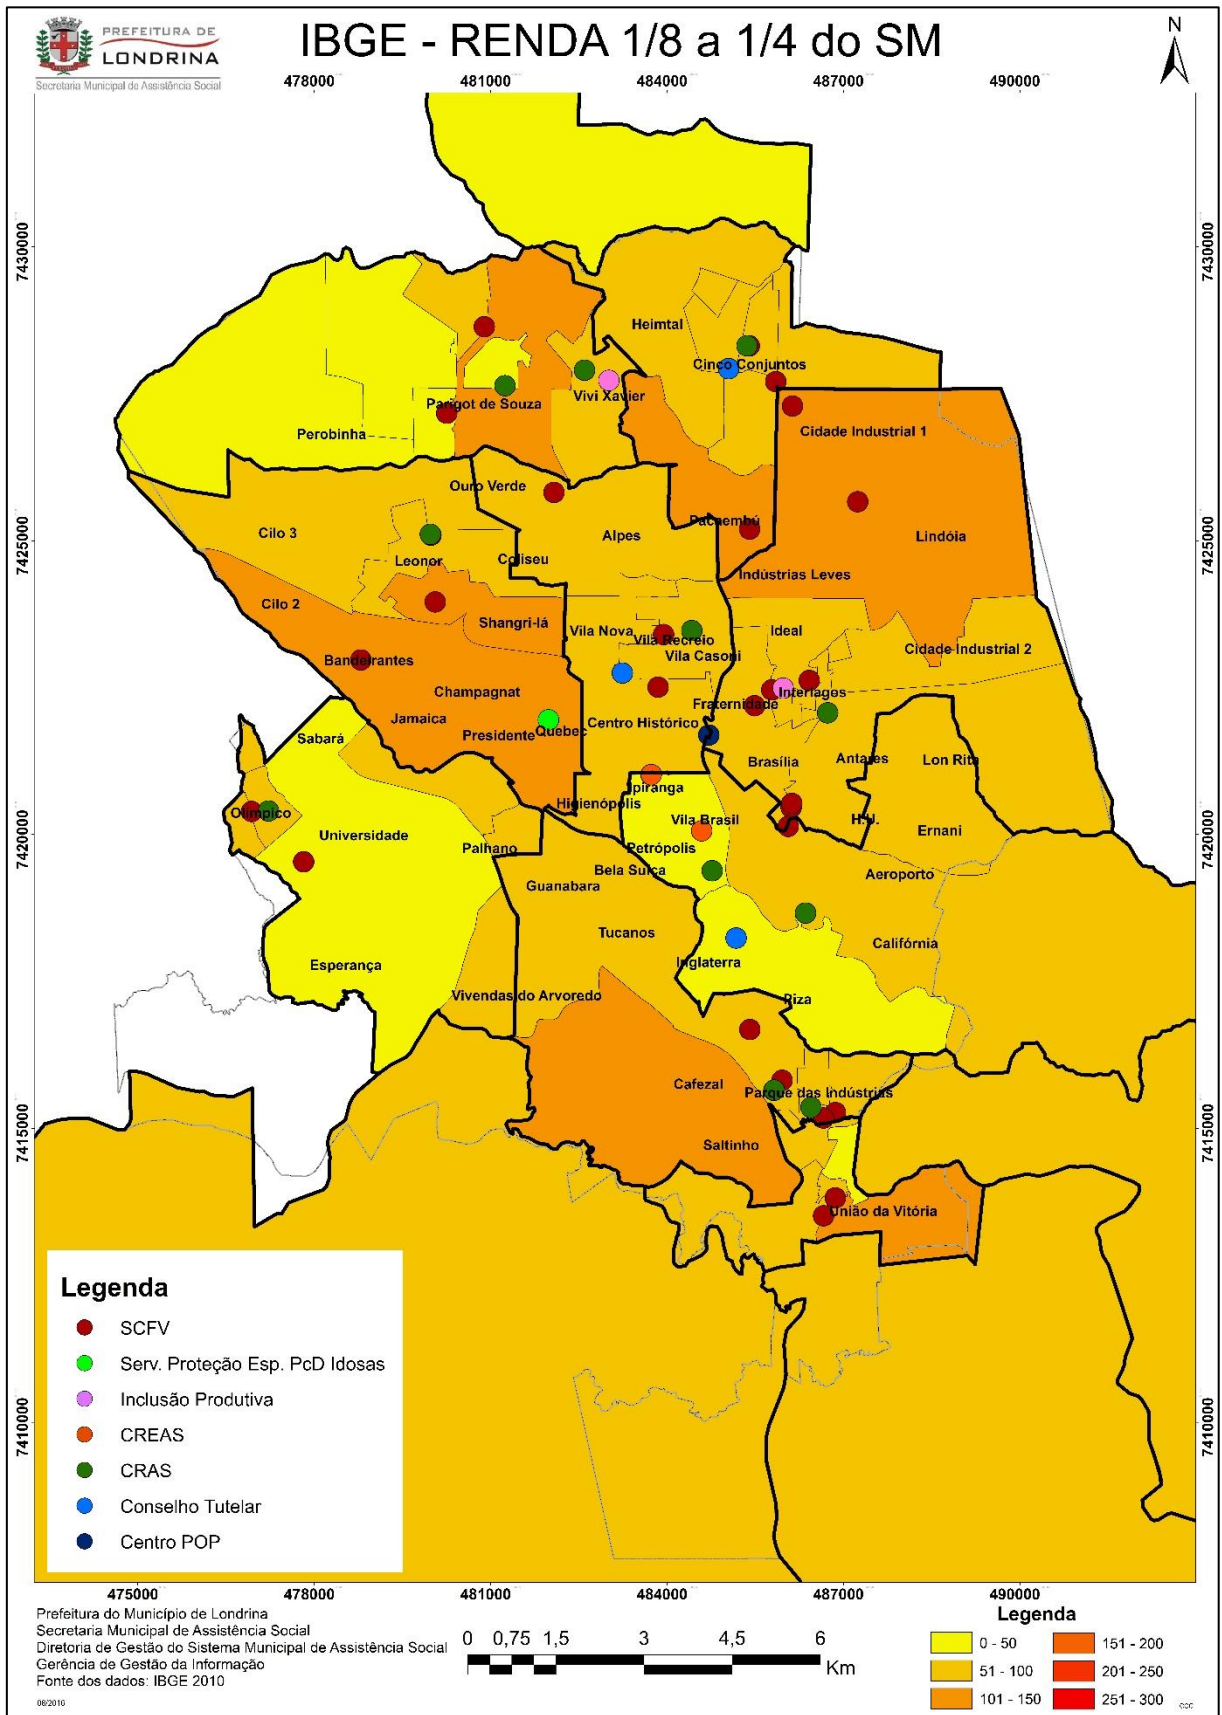 PREFEITURA DE
LONDRINA
Secretaria Municipal de Assistência Social
IBGE - RENDA 1/8 a 1/4 do SM
N
478000 481000 484000 487000 490000
7430000 7430000
Heimtal
Cinco Conjuntos
Vivi Xavier
Parigot de Souza
Perobinha
Cidade Industrial 1
Ouro Verde
Pacaembú
Cilo 3
Alpes
Lindóia
7425000 7425000
Leonor
Coliseu
Indústrias Leves
Cilo 2
Shangri-lá
Vila Nova
Vila Recreio
Ideal
Cidade Industrial 2
Vila Casoni
Bandeirantes
Champagnat
Interlagos
Fraternidade
Jamaica
Centro Histórico
Presidente
Quebec
Sabará
Brasília
Antares
Lon Rita
Ipiranga
Higienópolis
Olímpico
Vila Brasil
H.U.
Ernani
7420000 7420000
Universidade
Palhano
Petrópolis
Bela Suíça
Aeroporto
Guanabara
Tucanos
Califórnia
Esperança
Inglaterra
Vivendas do Arvoredo
Piza
Cafezal
Parque das Indústrias
7415000 7415000
Saltinho
União da Vitória
Legenda
SCFV
Serv. Proteção Esp. PcD Idosas
Inclusão Produtiva
CREAS
CRAS
Conselho Tutelar
Centro POP
7410000 7410000
475000 478000 481000 484000 487000 490000
Prefeitura do Município de Londrina
Secretaria Municipal de Assistência Social
Diretoria de Gestão do Sistema Municipal de Assistência Social
Gerência de Gestão da Informação
Fonte dos dados: IBGE 2010
0 0,75 1,5 3 4,5 6
Km
Legenda
0 - 50 151 - 200
51 - 100 201 - 250
101 - 150 251 - 300